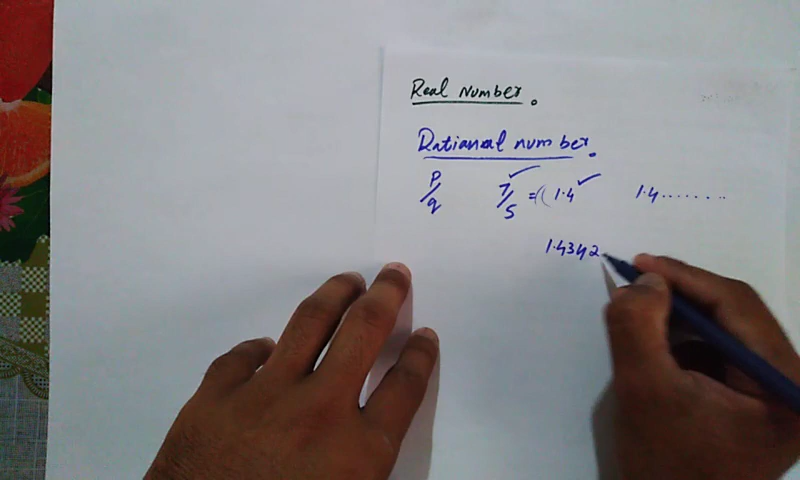 Real Number.
Rational number.
P/q 7/5 = ((1.4 1.4........
1.4342